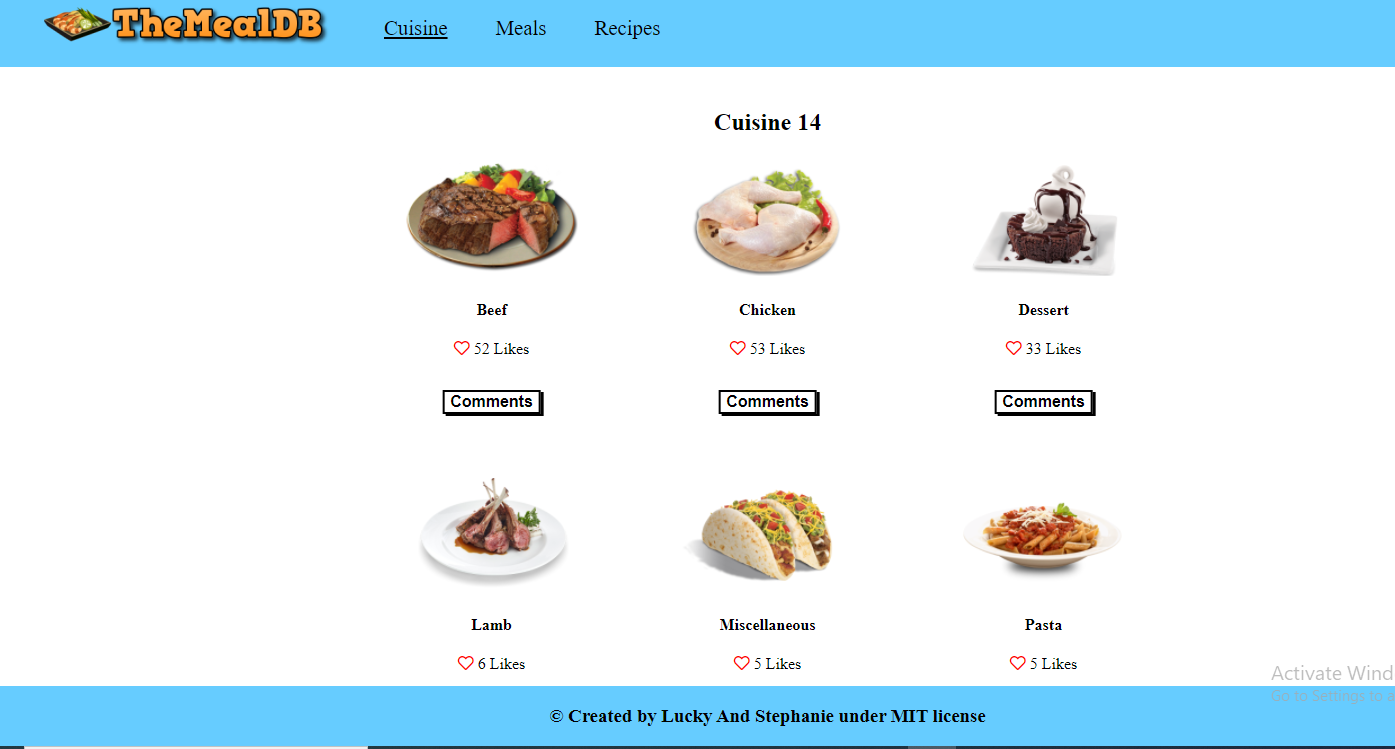 TheMealDB
Cuisine Meals Recipes
Cuisine 14
Beef Chicken Dessert
52 Likes 53 Likes 33 Likes
Comments Comments Comments
Lamb Miscellaneous Pasta
6 Likes 5 Likes 5 Likes
Activate Wind
Go to Settings to a
© Created by Lucky And Stephanie under MIT license